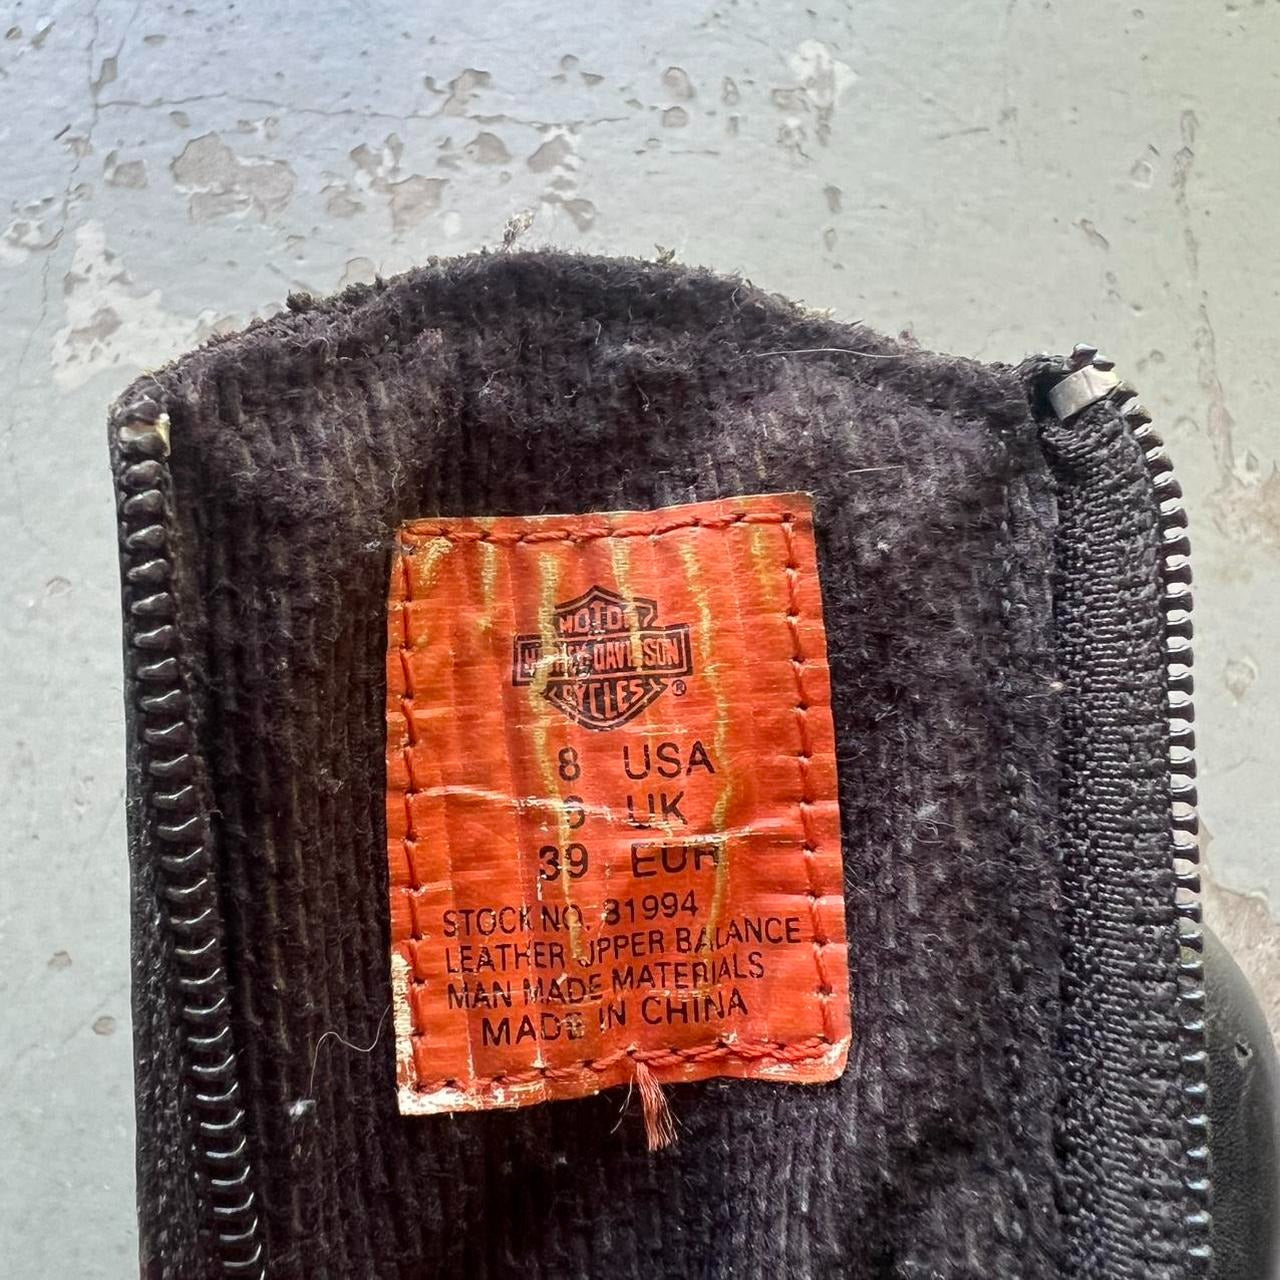 MOTOR
HARLEY-DAVIDSON
CYCLES ®
8 USA
6 UK
39 EUR
STOCK NO. 81994
LEATHER UPPER BALANCE
MAN MADE MATERIALS
MADE IN CHINA